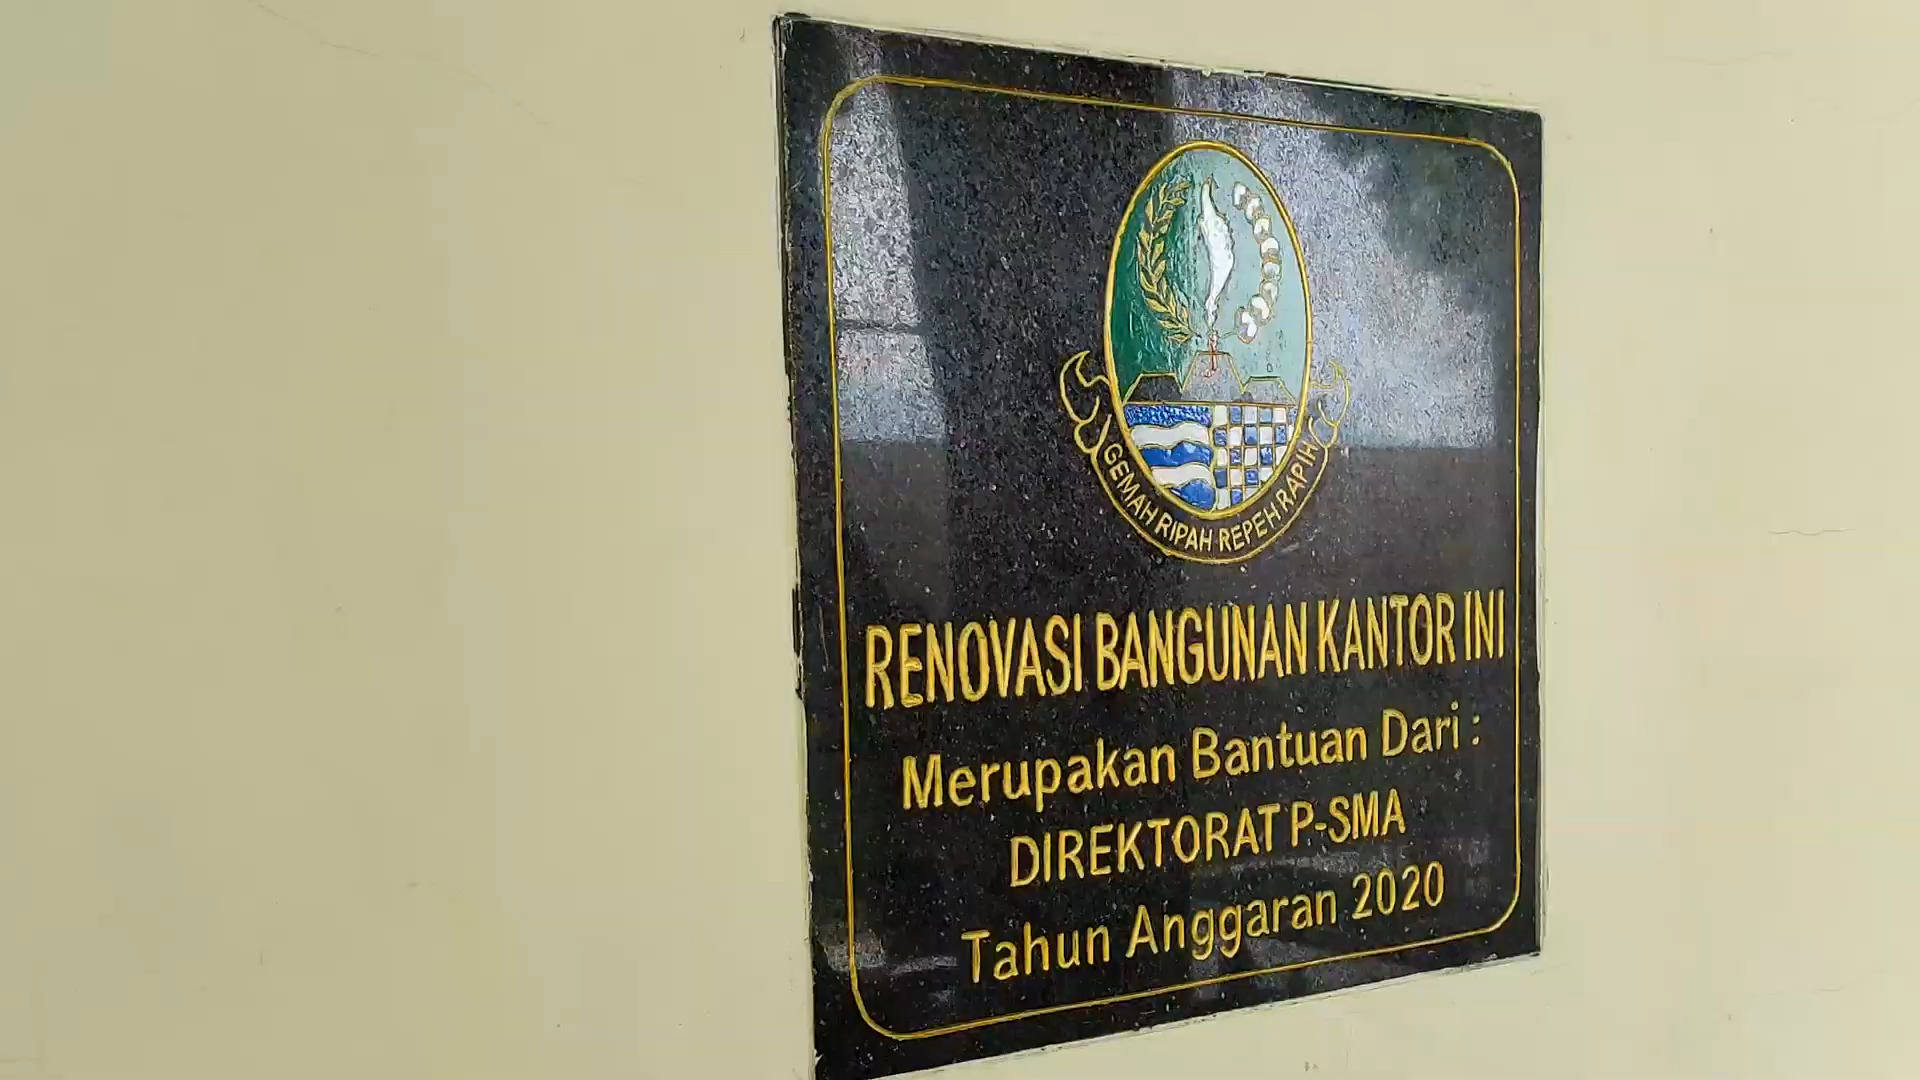 GEMAH RIPAH REPEH RAPIH
RENOVASI BANGUNAN KANTOR INI
Merupakan Bantuan Dari :
DIREKTORAT P-SMA
Tahun Anggaran 2020